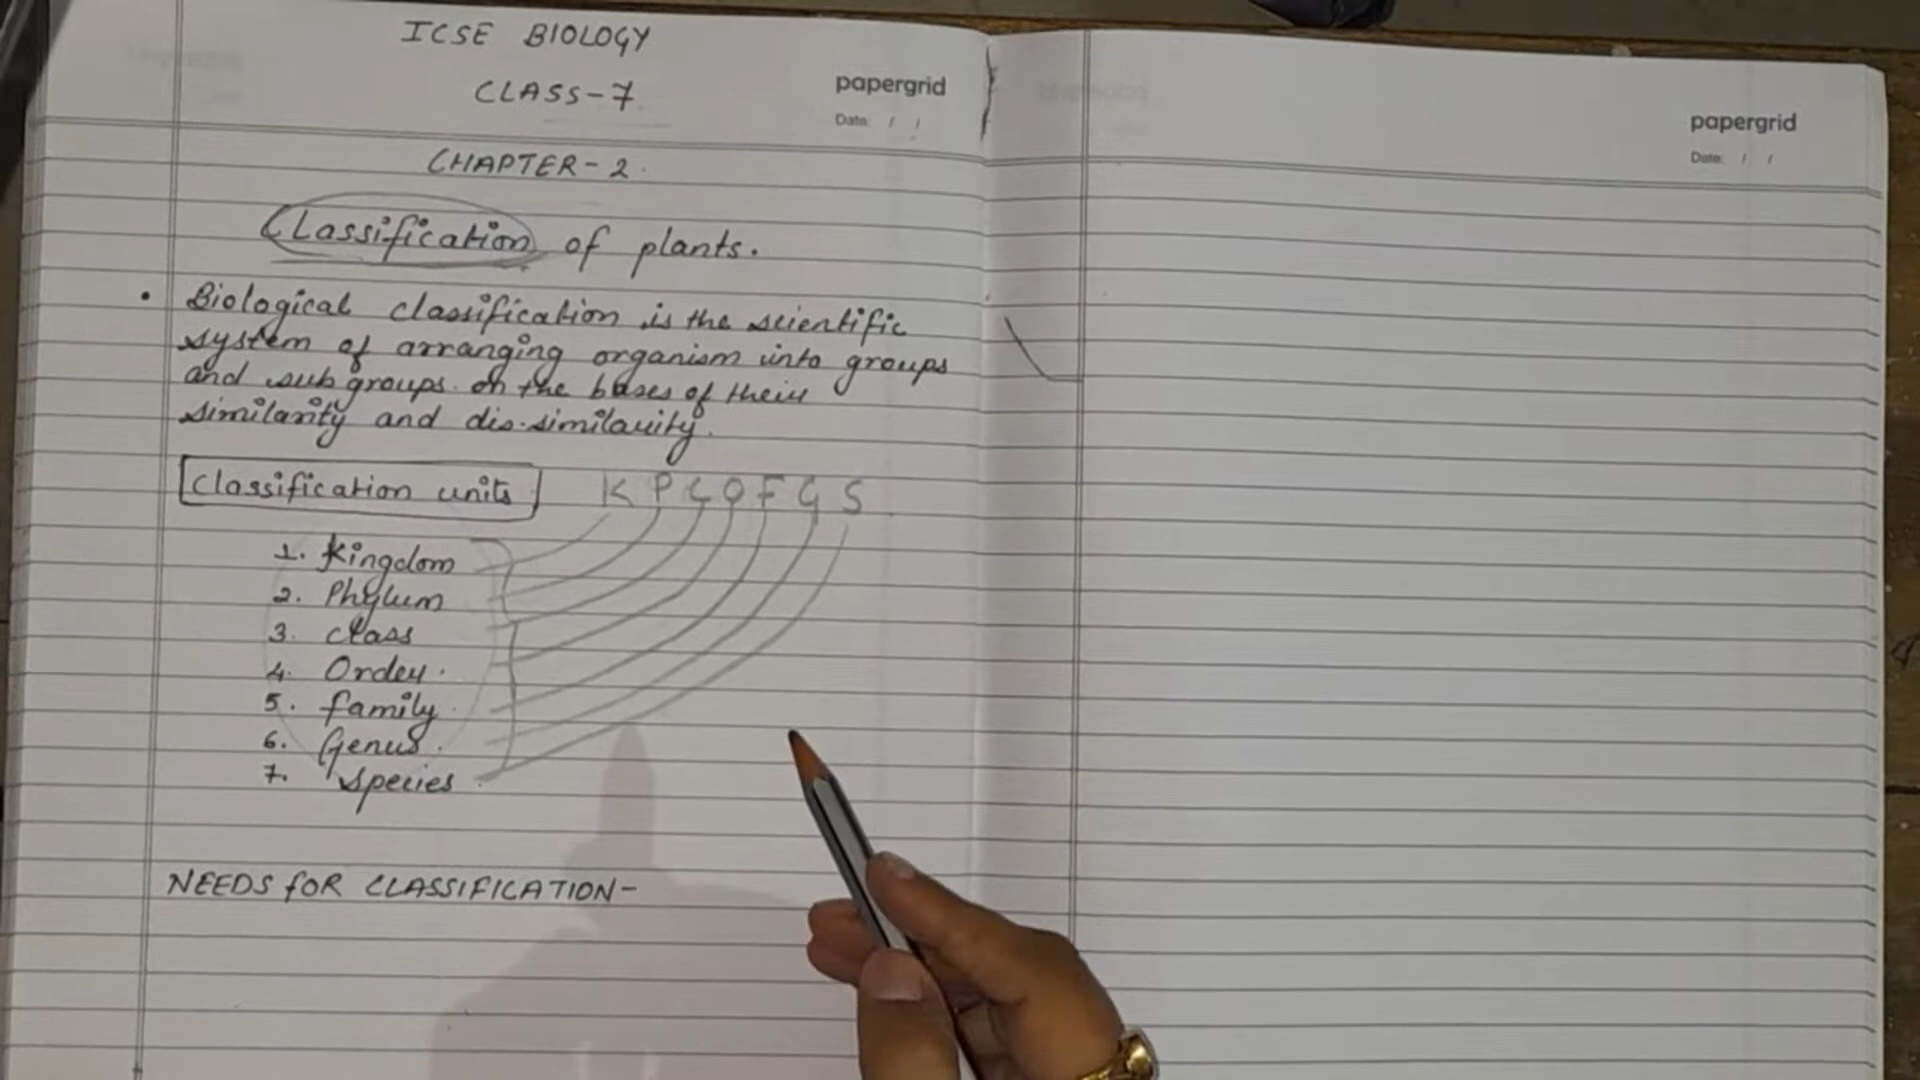 ICSE BIOLOGY
CLASS-7
papergrid
Date: / /
CHAPTER-2.
Classification of plants.
• Biological classification is the scientific
system of arranging organism into groups
and sub groups on the bases of their
similarity and dis-similarity.
Classification units K P C O F G S
1. Kingdom
2. Phylum
3. class
4. Order.
5. family.
6. Genus.
7. species.
NEEDS fOR CLASSIFICATION-
papergrid
Date: / /